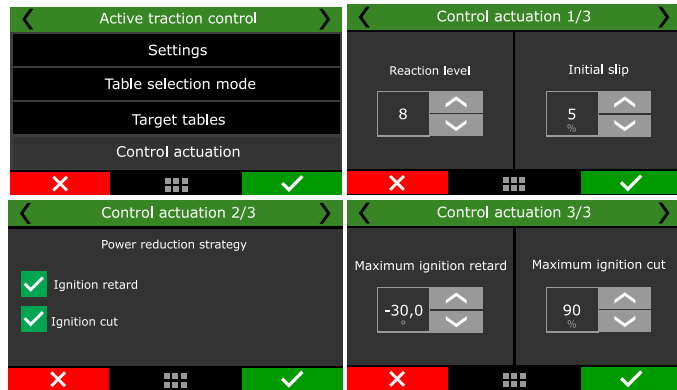 Active traction control
Settings
Table selection mode
Target tables
Control actuation
Control actuation 1/3
Reaction level
Initial slip
8
5
%
Control actuation 2/3
Power reduction strategy
Ignition retard
Ignition cut
Control actuation 3/3
Maximum ignition retard
Maximum ignition cut
-30,0
°
90
%